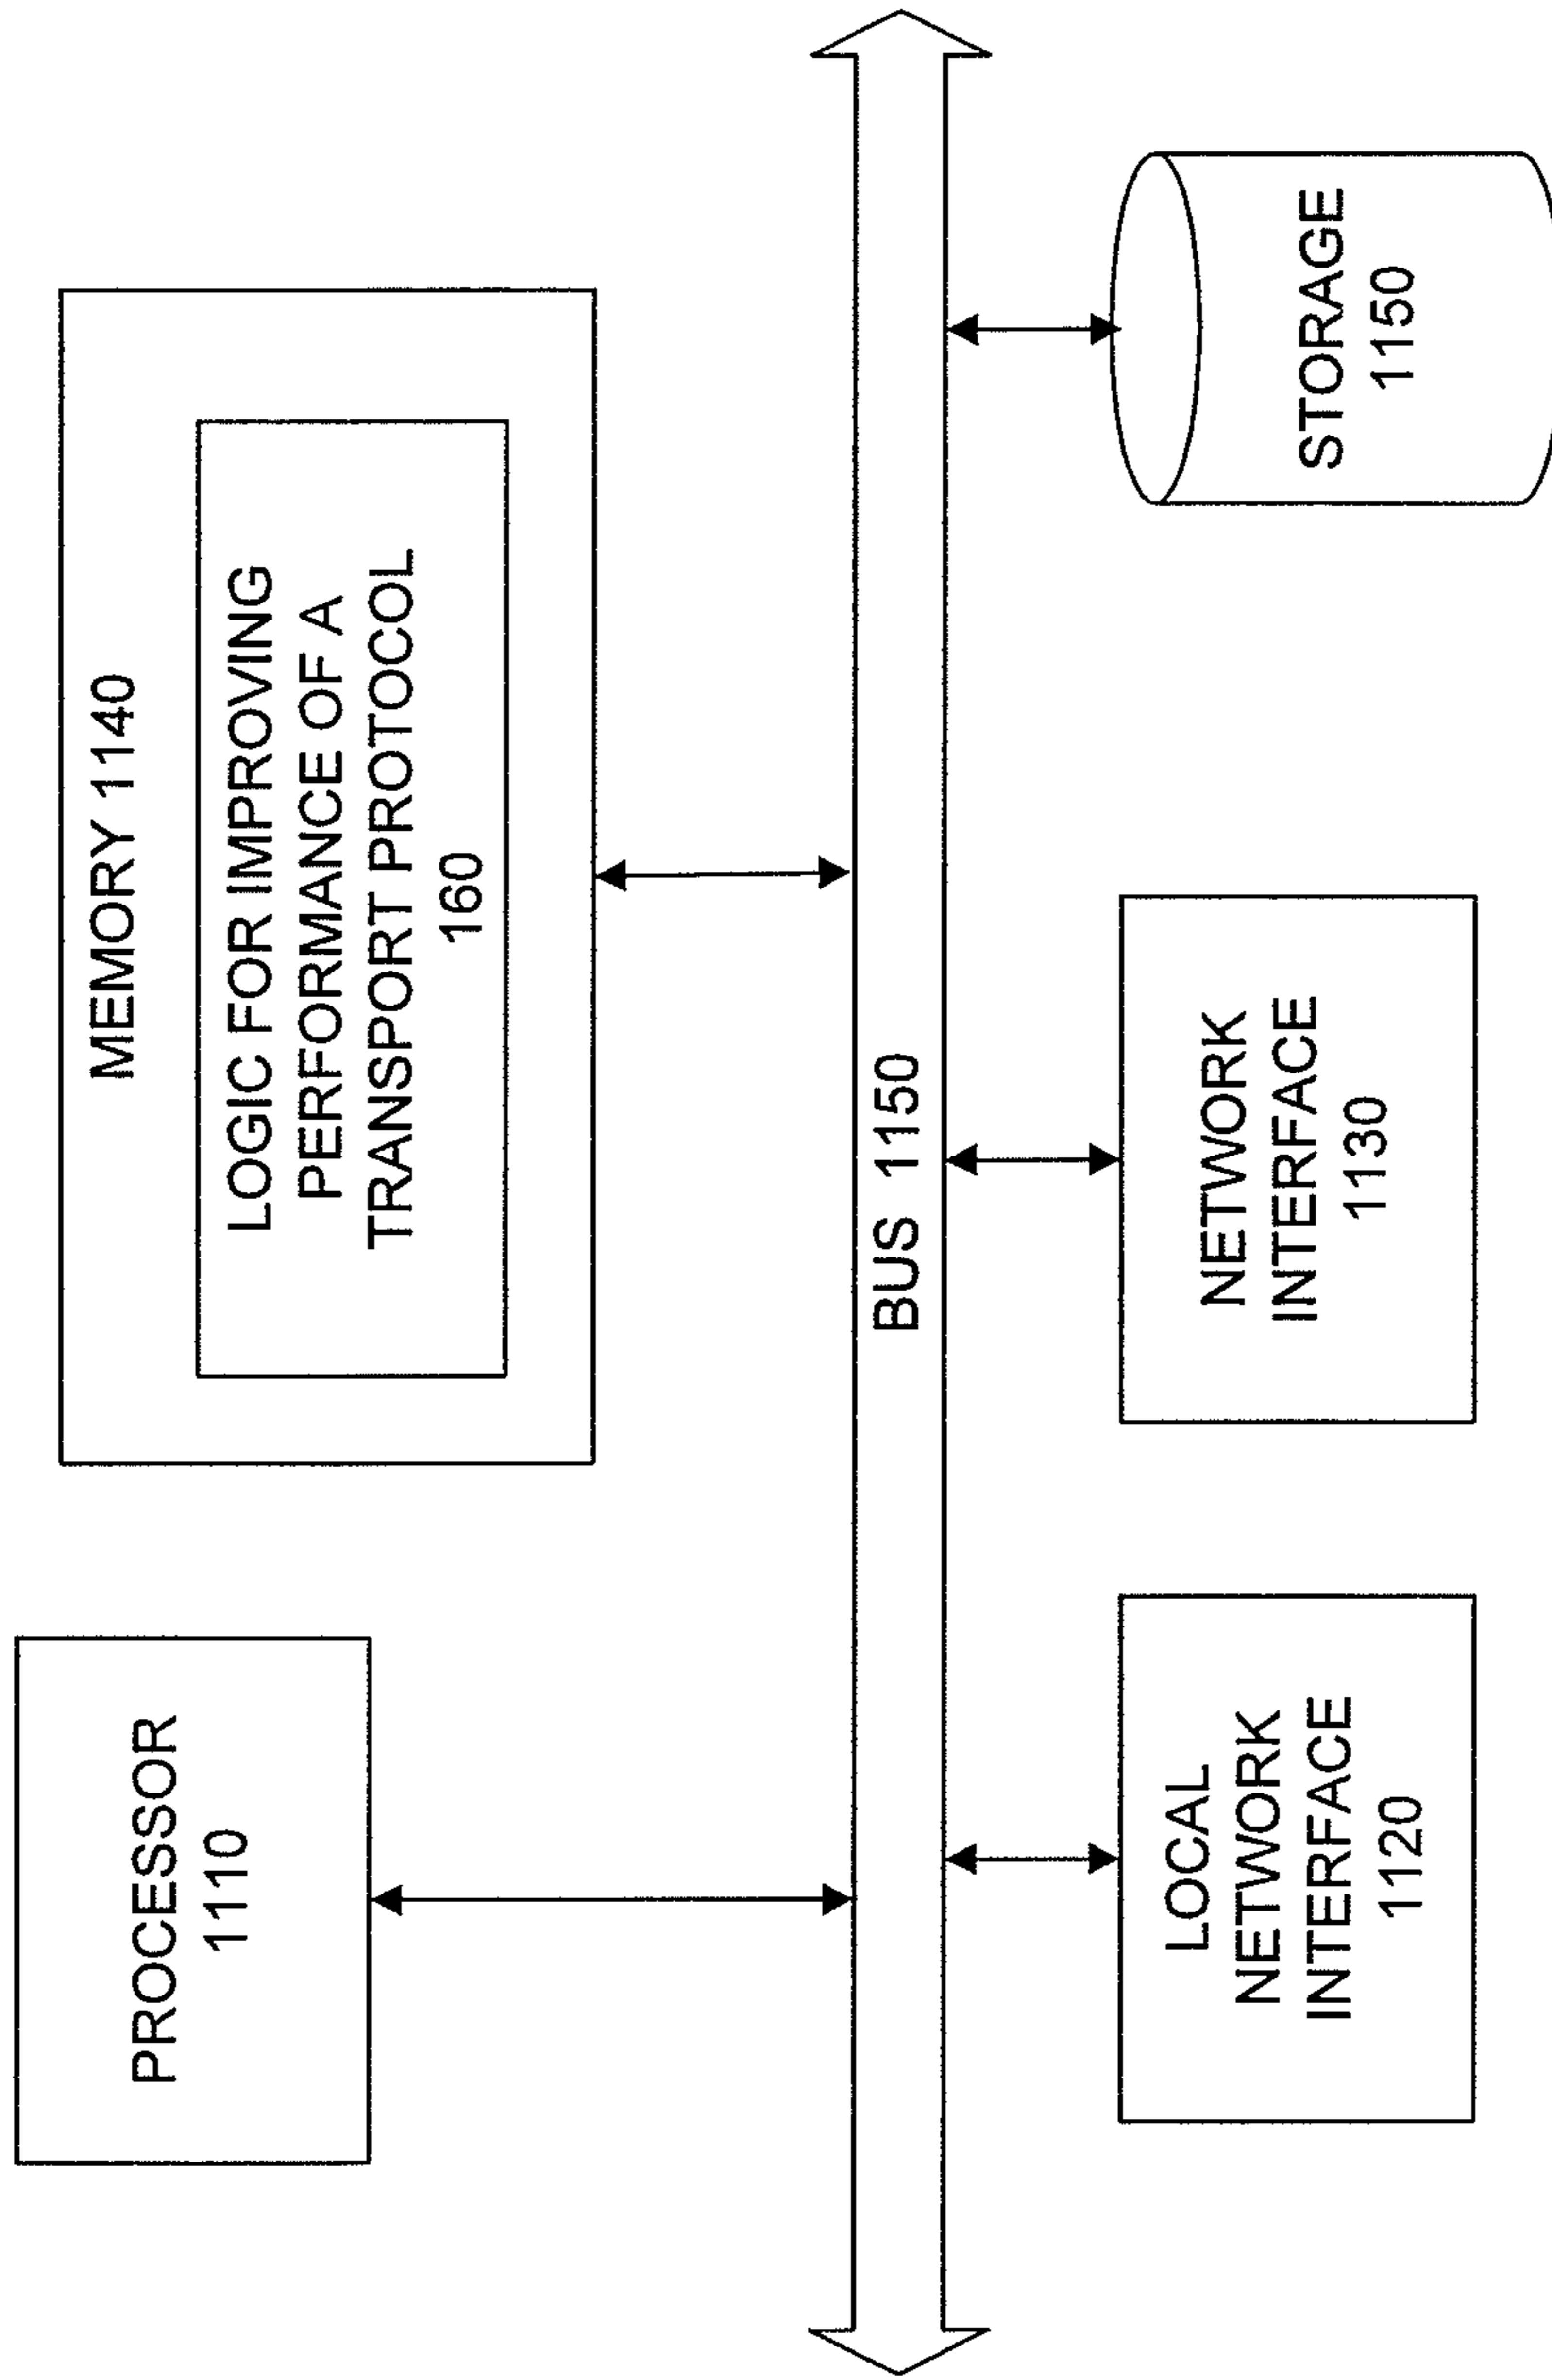 PROCESSOR
1110
MEMORY 1140
LOGIC FOR IMPROVING
PERFORMANCE OF A
TRANSPORT PROTOCOL
160
BUS 1150
LOCAL
NETWORK
INTERFACE
1120
NETWORK
INTERFACE
1130
STORAGE
1150